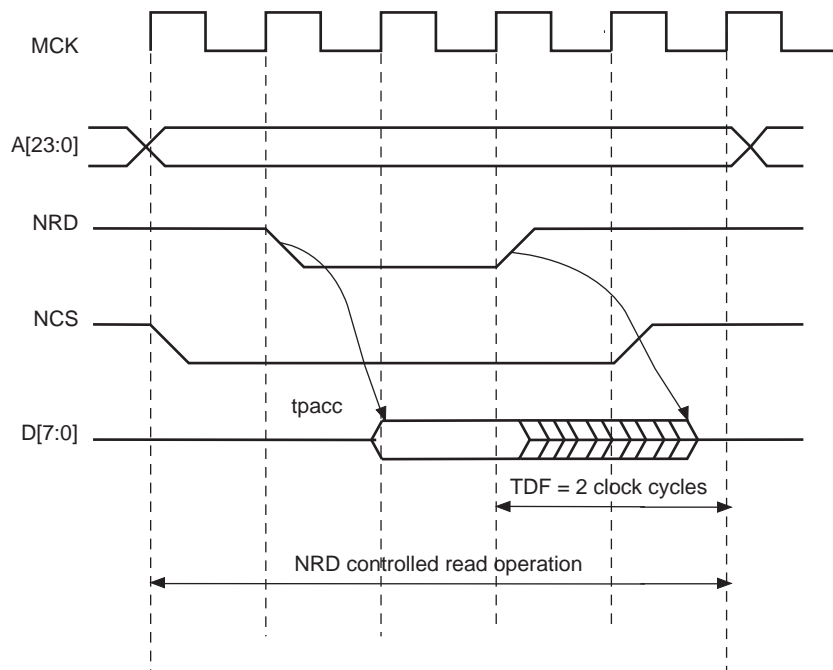 MCK
A[23:0]
NRD
NCS
tpacc
D[7:0]
TDF = 2 clock cycles
NRD controlled read operation